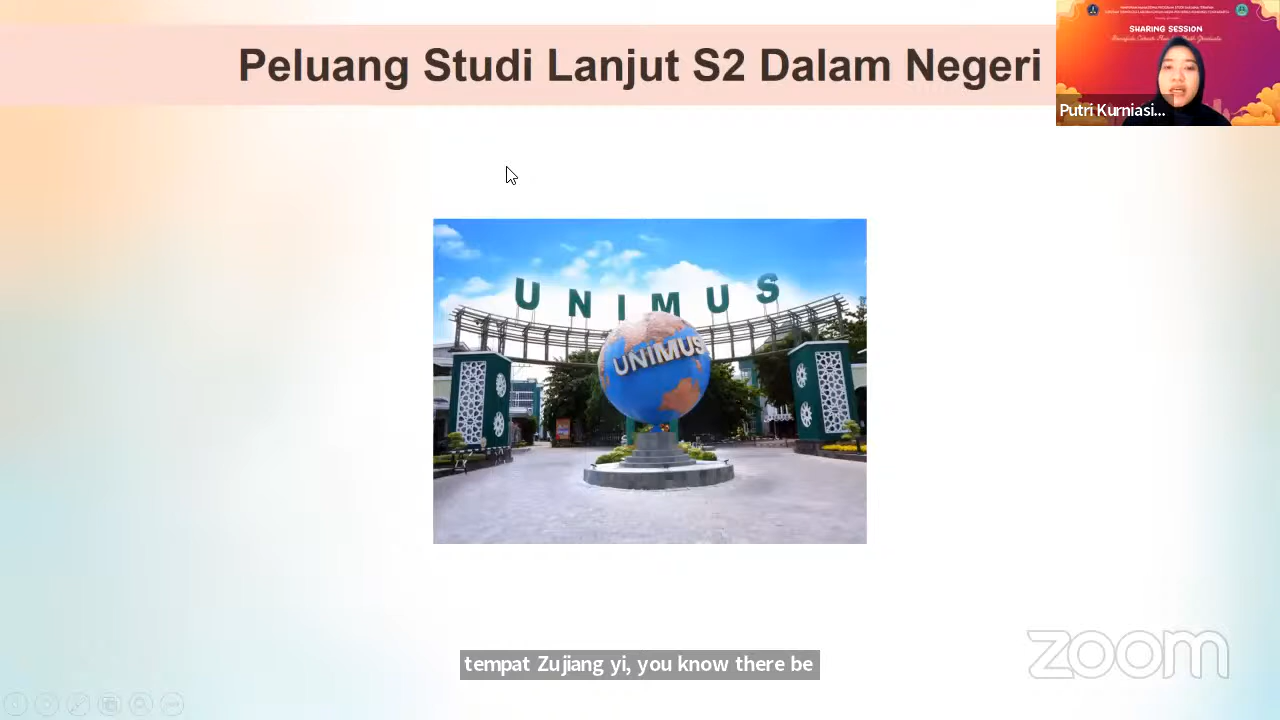 Peluang Studi Lanjut S2 Dalam Negeri
SHARING SESSION
Putri Kurniasi...
UNIMUS
UNIMUS
tempat Zujiang yi, you know there be
zoom